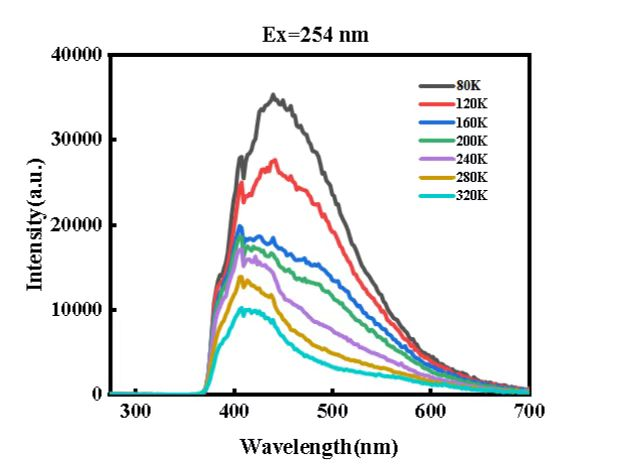 Ex=254 nm
40000
30000
20000
10000
0
Intensity(a.u.)
80K
120K
160K
200K
240K
280K
320K
300 400 500 600 700
Wavelength(nm)